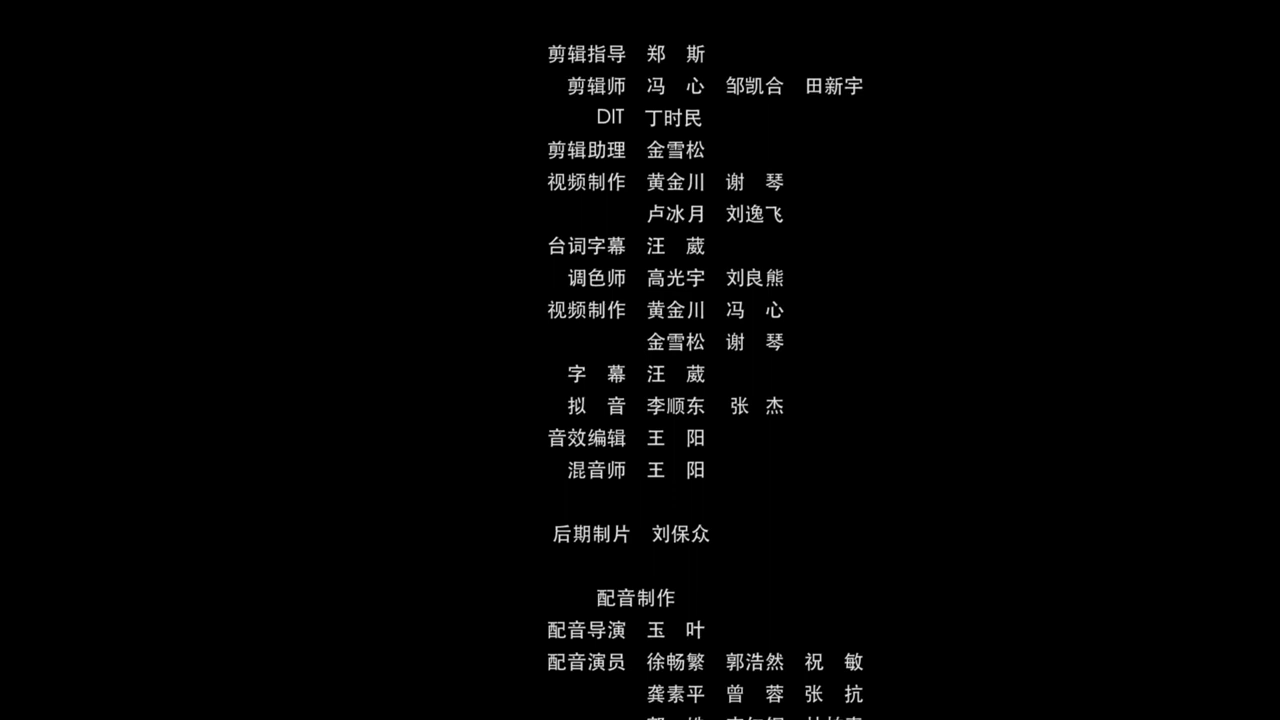 剪辑指导 郑 斯
剪辑师 冯 心 邹凯合 田新宇
DIT 丁时民
剪辑助理 金雪松
视频制作 黄金川 谢 琴
卢冰月 刘逸飞
台词字幕 汪 葳
调色师 高光宇 刘良熊
视频制作 黄金川 冯 心
金雪松 谢 琴
字 幕 汪 葳
拟 音 李顺东 张 杰
音效编辑 王 阳
混音师 王 阳
后期制片 刘保众
配音制作
配音导演 玉 叶
配音演员 徐畅繁 郭浩然 祝 敏
龚素平 曾 蓉 张 抗